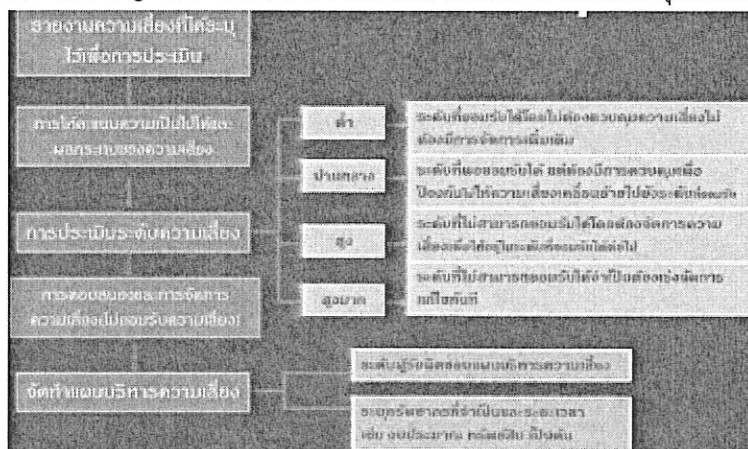 รายงานความเสี่ยงที่ได้ระบุ
ไว้เพื่อการประเมิน
การให้คะแนนความเป็นไปได้และ
ผลกระทบของความเสี่ยง
การประเมินระดับความเสี่ยง
ต่ำ
ระดับที่ยอมรับได้โดยไม่ต้องควบคุมความเสี่ยงไม่
ต้องมีการจัดการเพิ่มเติม
ปานกลาง
ระดับที่พอยอมรับได้ แต่ต้องมีการควบคุมเพื่อ
ป้องกันไม่ให้ความเสี่ยงเคลื่อนย้ายไปยังระดับที่ยอมรับ
สูง
ระดับที่ไม่สามารถยอมรับได้โดยต้องจัดการความ
เสี่ยงเพื่อให้อยู่ในระดับที่ยอมรับได้ต่อไป
สูงมาก
ระดับที่ไม่สามารถยอมรับได้จำเป็นต้องเร่งจัดการ
แก้ไขทันที
การตอบสนองและการจัดการ
ความเสี่ยง(ไม่ยอมรับความเสี่ยง)
จัดทำแผนบริหารความเสี่ยง
ระดับผู้รับผิดชอบแผนบริหารความเสี่ยง
ระบุทรัพยากรที่จำเป็นและระยะเวลา
เช่น งบประมาณ ทรัพย์สิน เป็นต้น